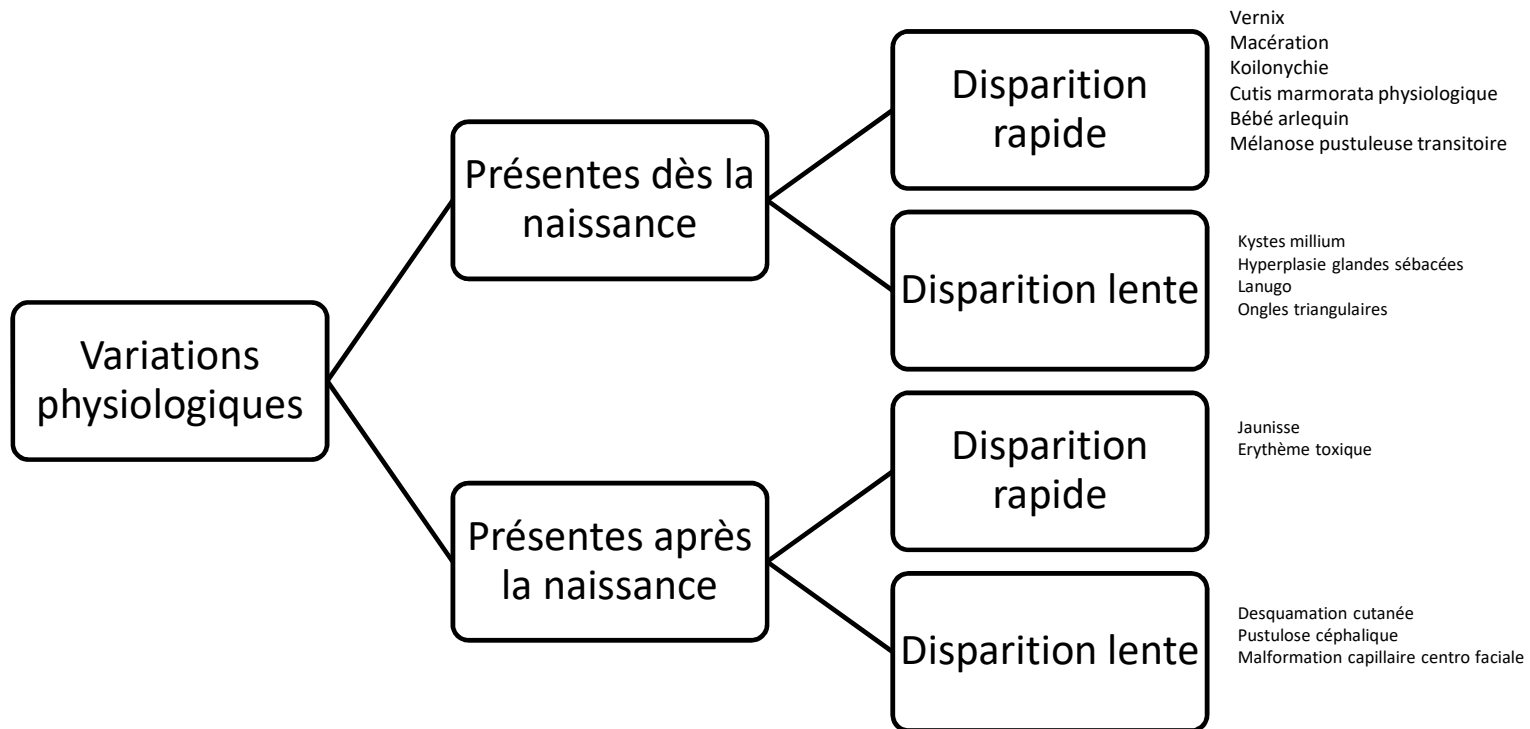 Variations
physiologiques
Présentes dès la
naissance
Disparition
rapide
Vernix
Macération
Koilonychie
Cutis marmorata physiologique
Bébé arlequin
Mélanose pustuleuse transitoire
Disparition lente
Kystes millium
Hyperplasie glandes sébacées
Lanugo
Ongles triangulaires
Présentes après
la naissance
Disparition
rapide
Jaunisse
Erythème toxique
Disparition lente
Desquamation cutanée
Pustulose céphalique
Malformation capillaire centro faciale